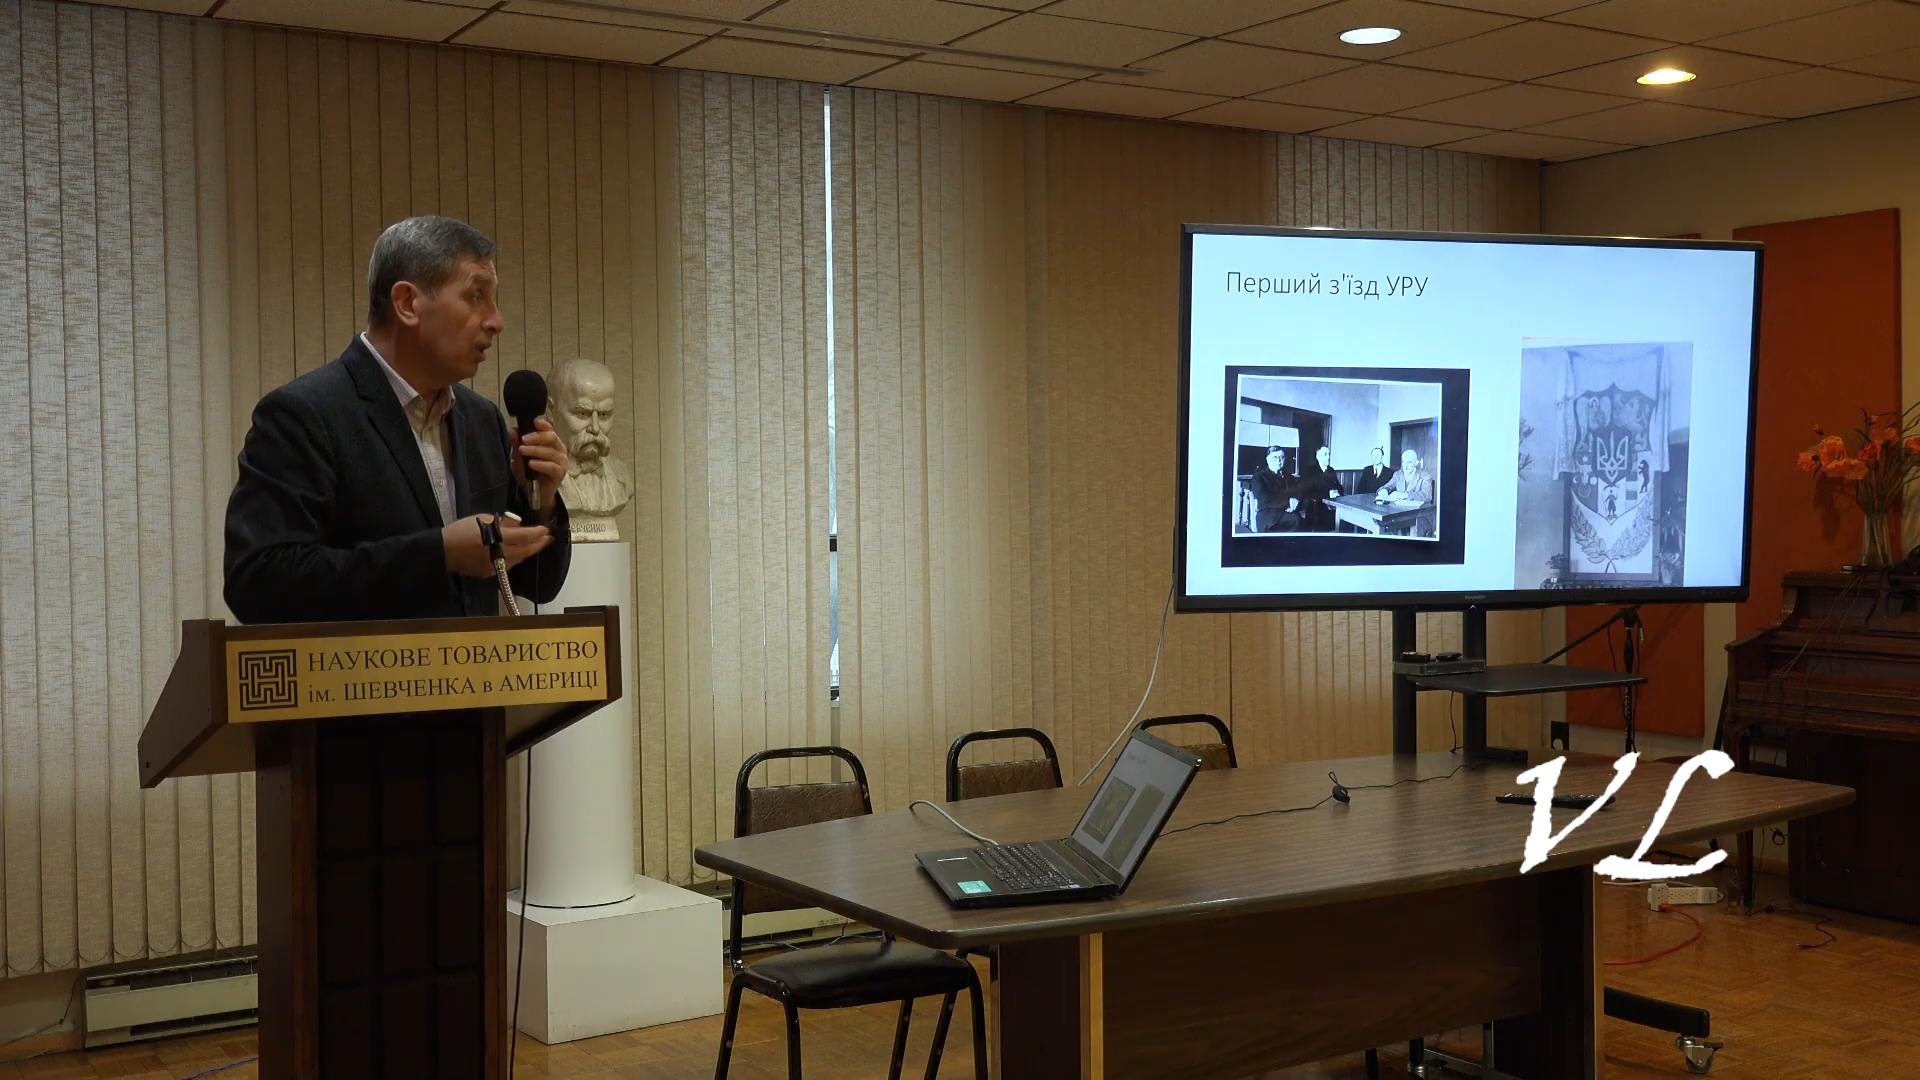 Перший з'їзд УРУ
НАУКОВЕ ТОВАРИСТВО
ім. ШЕВЧЕНКА в АМЕРИЦІ
VL